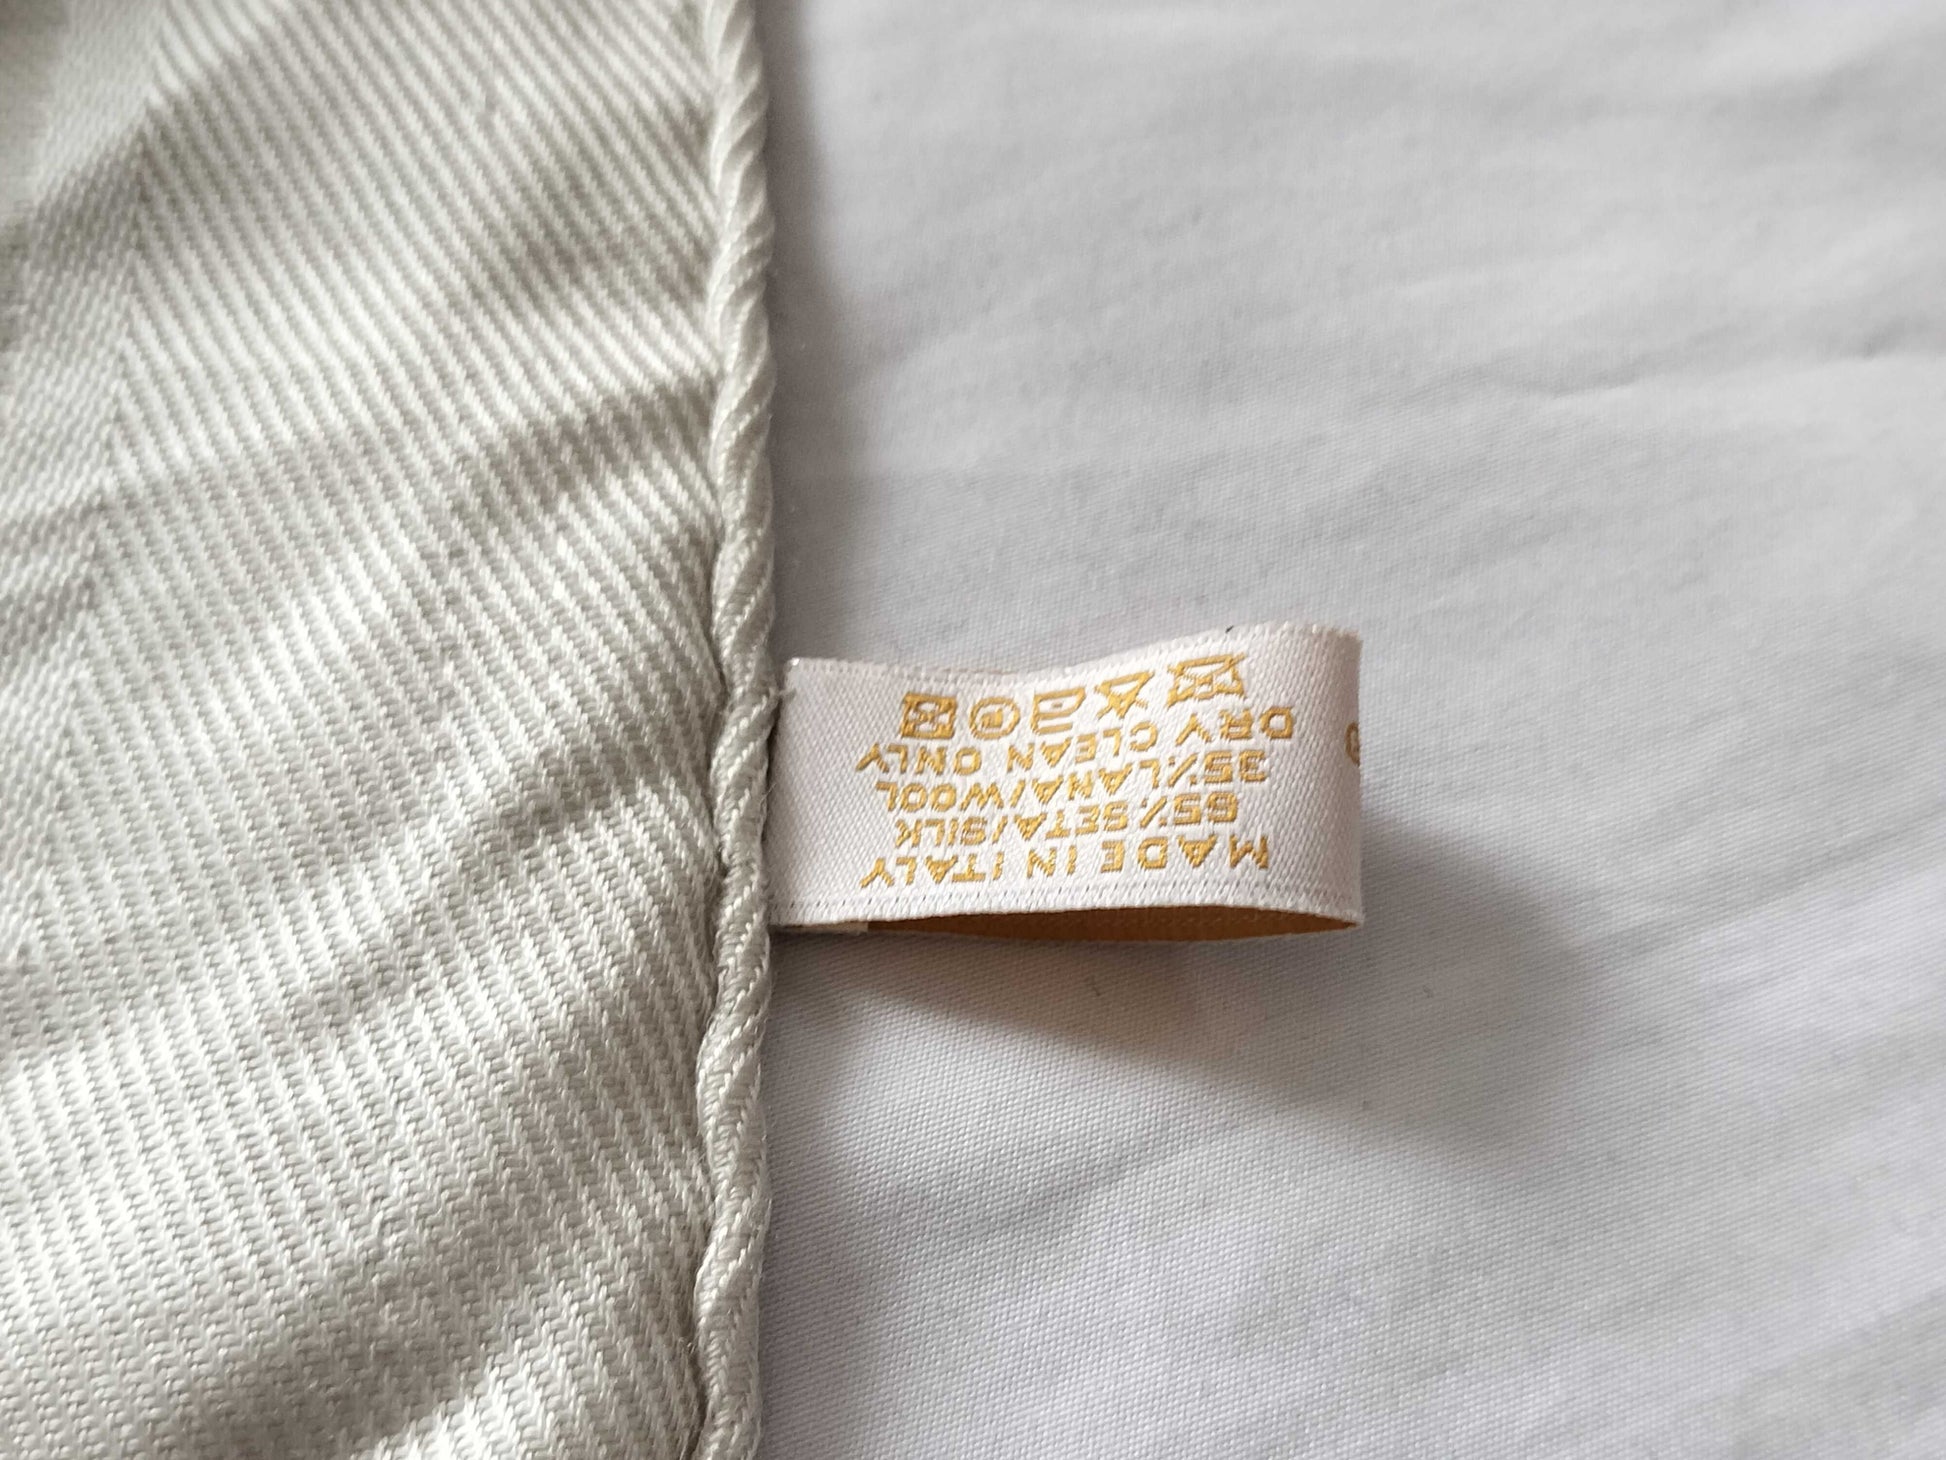 MADE IN ITALY
65% SETA/SILK
35% LANA/WOOL
DRY CLEAN ONLY